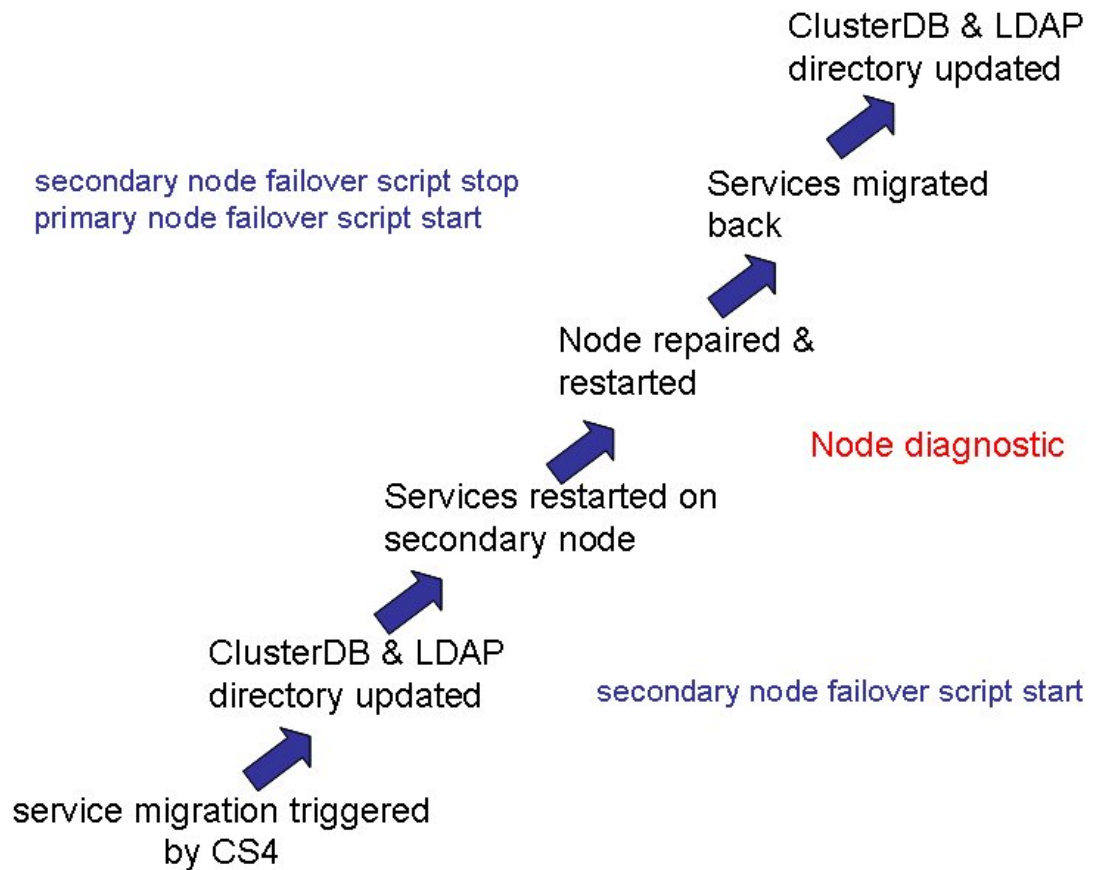 ClusterDB & LDAP
directory updated
secondary node failover script stop
primary node failover script start
Services migrated
back
Node repaired &
restarted
Node diagnostic
Services restarted on
secondary node
ClusterDB & LDAP
directory updated
secondary node failover script start
service migration triggered
by CS4